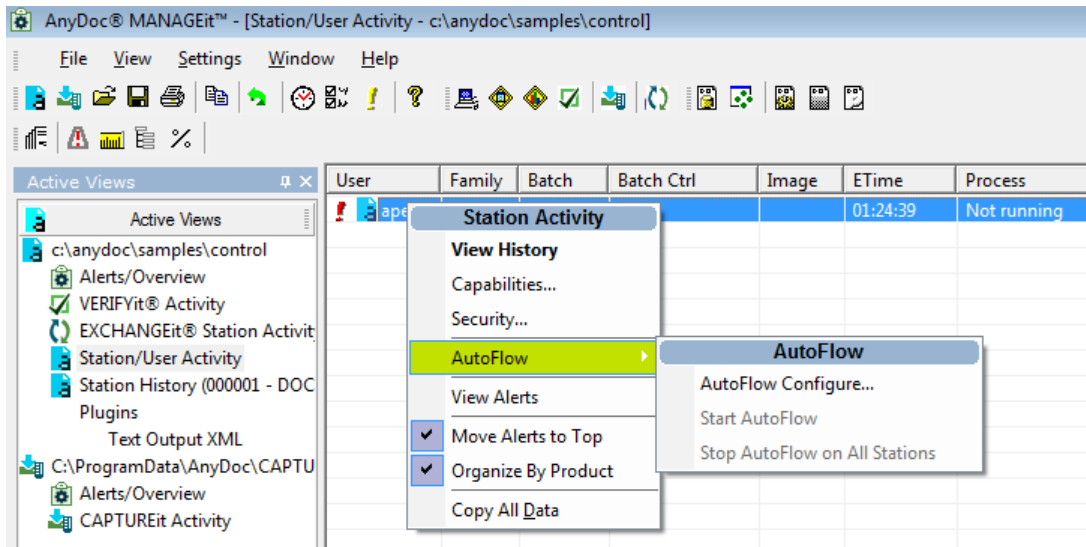 AnyDoc® MANAGEit™ - [Station/User Activity - c:\anydoc\samples\control]
File View Settings Window Help
Active Views
User Family Batch Batch Ctrl Image ETime Process
Active Views
ape 01:24:39 Not running
c:\anydoc\samples\control
Alerts/Overview
VERIFYit® Activity
EXCHANGEit® Station Activit
Station/User Activity
Station History (000001 - DOC
Plugins
Text Output XML
C:\ProgramData\AnyDoc\CAPTU
Alerts/Overview
CAPTUREit Activity
Station Activity
View History
Capabilities...
Security...
AutoFlow
View Alerts
Move Alerts to Top
Organize By Product
Copy All Data
AutoFlow
AutoFlow Configure...
Start AutoFlow
Stop AutoFlow on All Stations